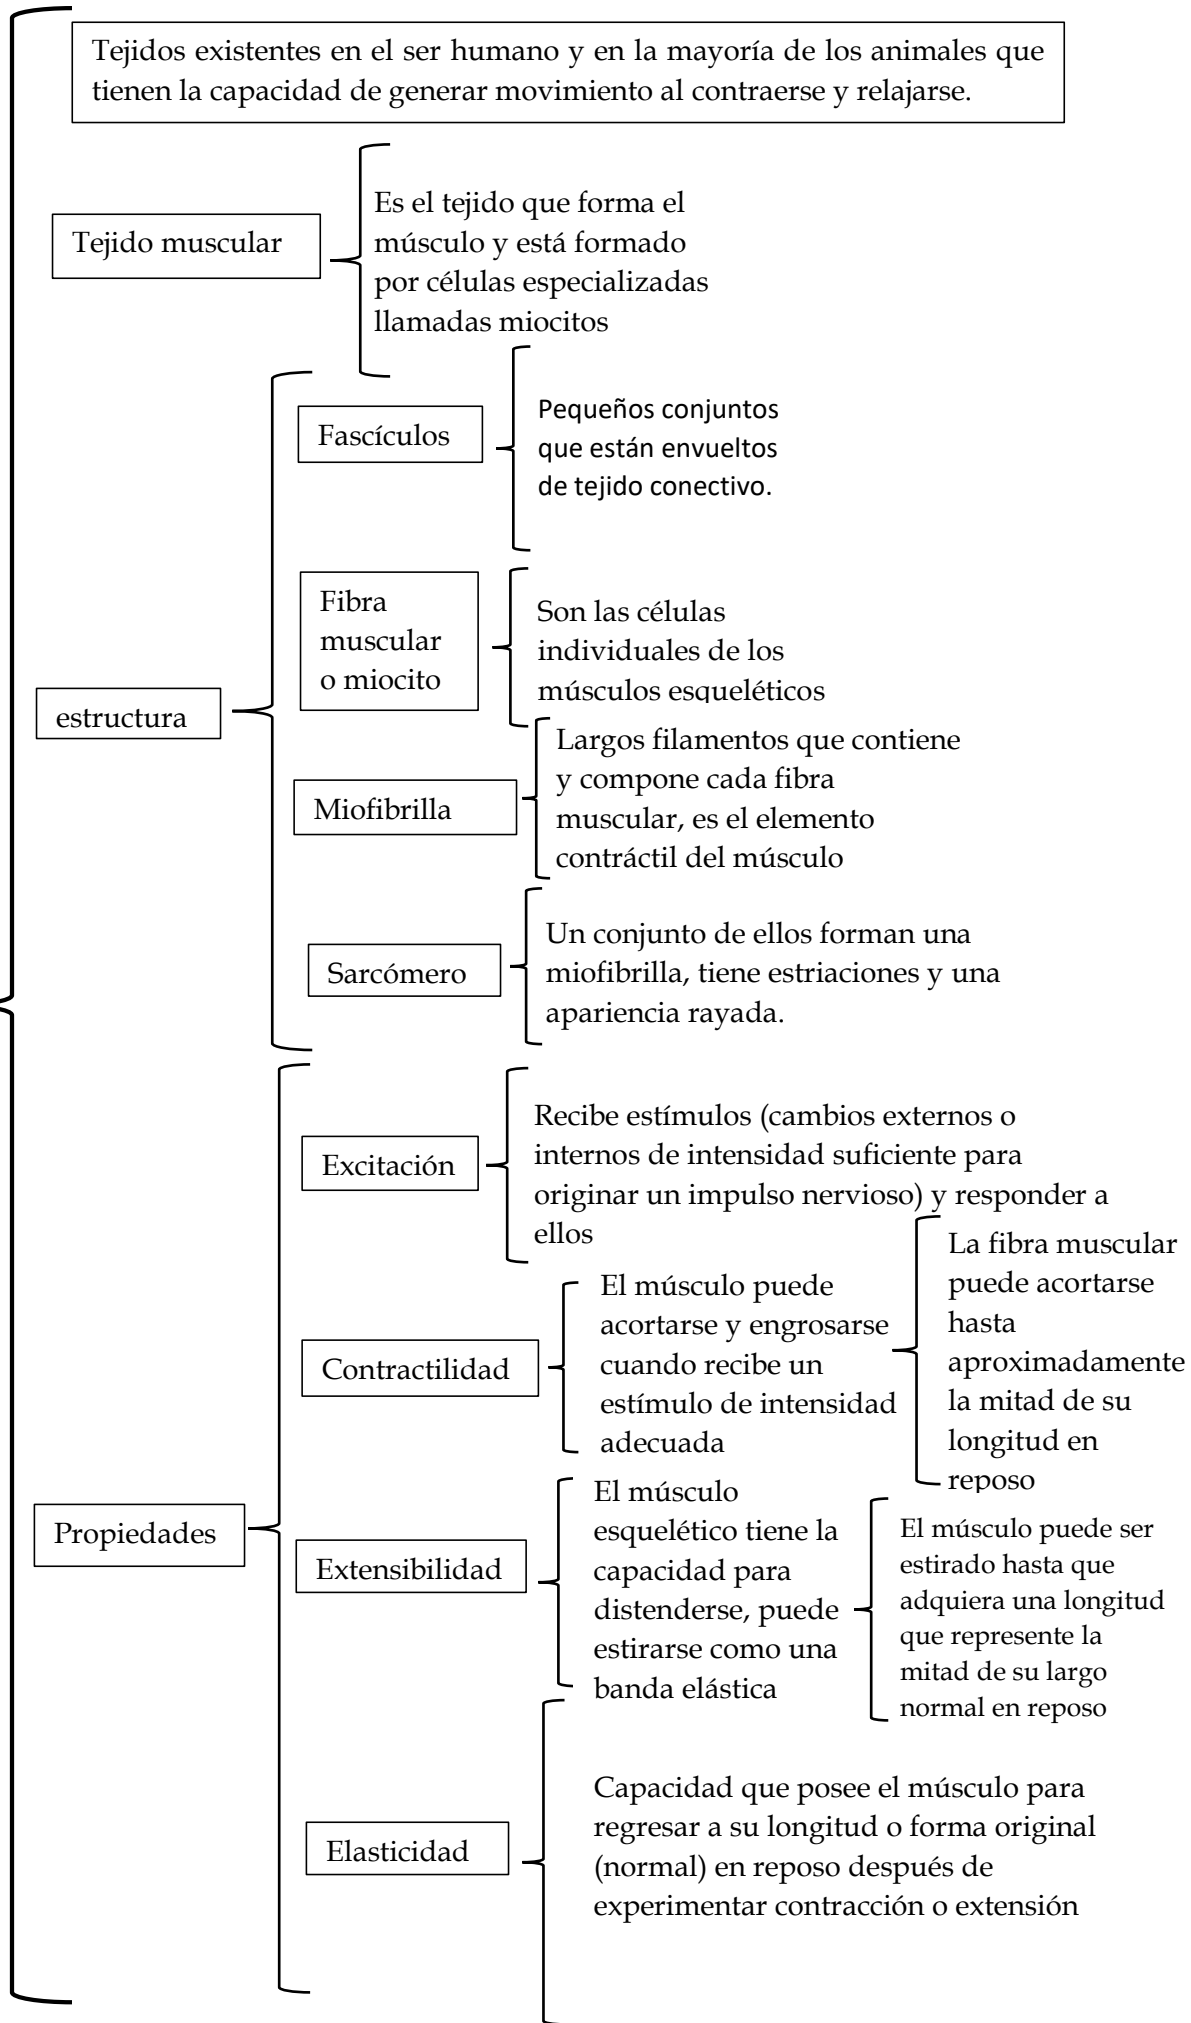 Tejidos existentes en el ser humano y en la mayoría de los animales que
tienen la capacidad de generar movimiento al contraerse y relajarse.
Tejido muscular
Es el tejido que forma el
músculo y está formado
por células especializadas
llamadas miocitos
estructura
Fascículos
Pequeños conjuntos
que están envueltos
de tejido conectivo.
Fibra
muscular
o miocito
Son las células
individuales de los
músculos esqueléticos
Miofibrilla
Largos filamentos que contiene
y compone cada fibra
muscular, es el elemento
contráctil del músculo
Sarcómero
Un conjunto de ellos forman una
miofibrilla, tiene estriaciones y una
apariencia rayada.
Propiedades
Excitación
Recibe estímulos (cambios externos o
internos de intensidad suficiente para
originar un impulso nervioso) y responder a
ellos
Contractilidad
El músculo puede
acortarse y engrosarse
cuando recibe un
estímulo de intensidad
adecuada
La fibra muscular
puede acortarse
hasta
aproximadamente
la mitad de su
longitud en
reposo
Extensibilidad
El músculo
esquelético tiene la
capacidad para
distenderse, puede
estirarse como una
banda elástica
El músculo puede ser
estirado hasta que
adquiera una longitud
que represente la
mitad de su largo
normal en reposo
Elasticidad
Capacidad que posee el músculo para
regresar a su longitud o forma original
(normal) en reposo después de
experimentar contracción o extensión